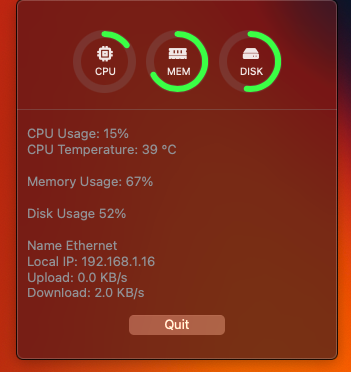 CPU MEM DISK
CPU Usage: 15%
CPU Temperature: 39 °C
Memory Usage: 67%
Disk Usage 52%
Name Ethernet
Local IP: 192.168.1.16
Upload: 0.0 KB/s
Download: 2.0 KB/s
Quit